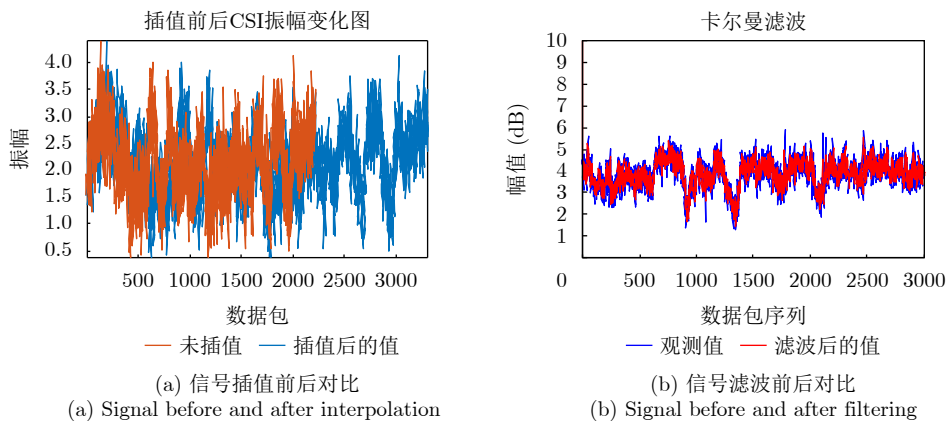 插值前后CSI振幅变化图
4.0
3.5
3.0
2.5
2.0
1.5
1.0
0.5
振幅
500 1000 1500 2000 2500 3000
数据包
未插值 插值后的值
(a) 信号插值前后对比
(a) Signal before and after interpolation
卡尔曼滤波
10
9
8
7
6
5
4
3
2
1
幅值 (dB)
0 500 1000 1500 2000 2500 3000
数据包序列
观测值 滤波后的值
(b) 信号滤波前后对比
(b) Signal before and after filtering